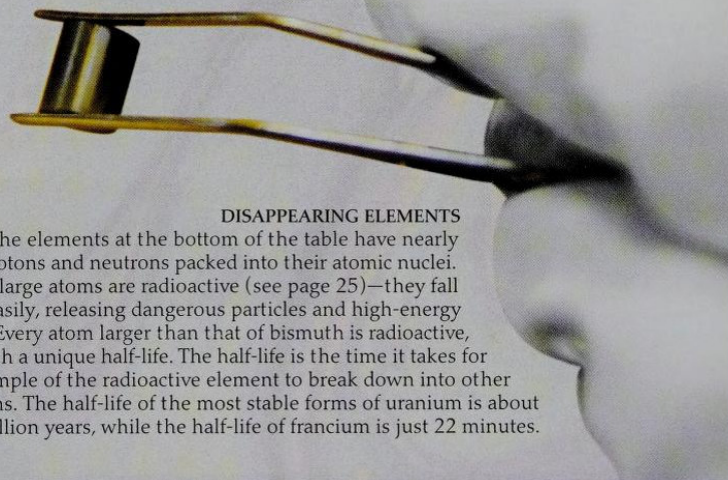 DISAPPEARING ELEMENTS
he elements at the bottom of the table have nearly
otons and neutrons packed into their atomic nuclei.
large atoms are radioactive (see page 25)—they fall
asily, releasing dangerous particles and high-energy
Every atom larger than that of bismuth is radioactive,
h a unique half-life. The half-life is the time it takes for
mple of the radioactive element to break down into other
ns. The half-life of the most stable forms of uranium is about
llion years, while the half-life of francium is just 22 minutes.